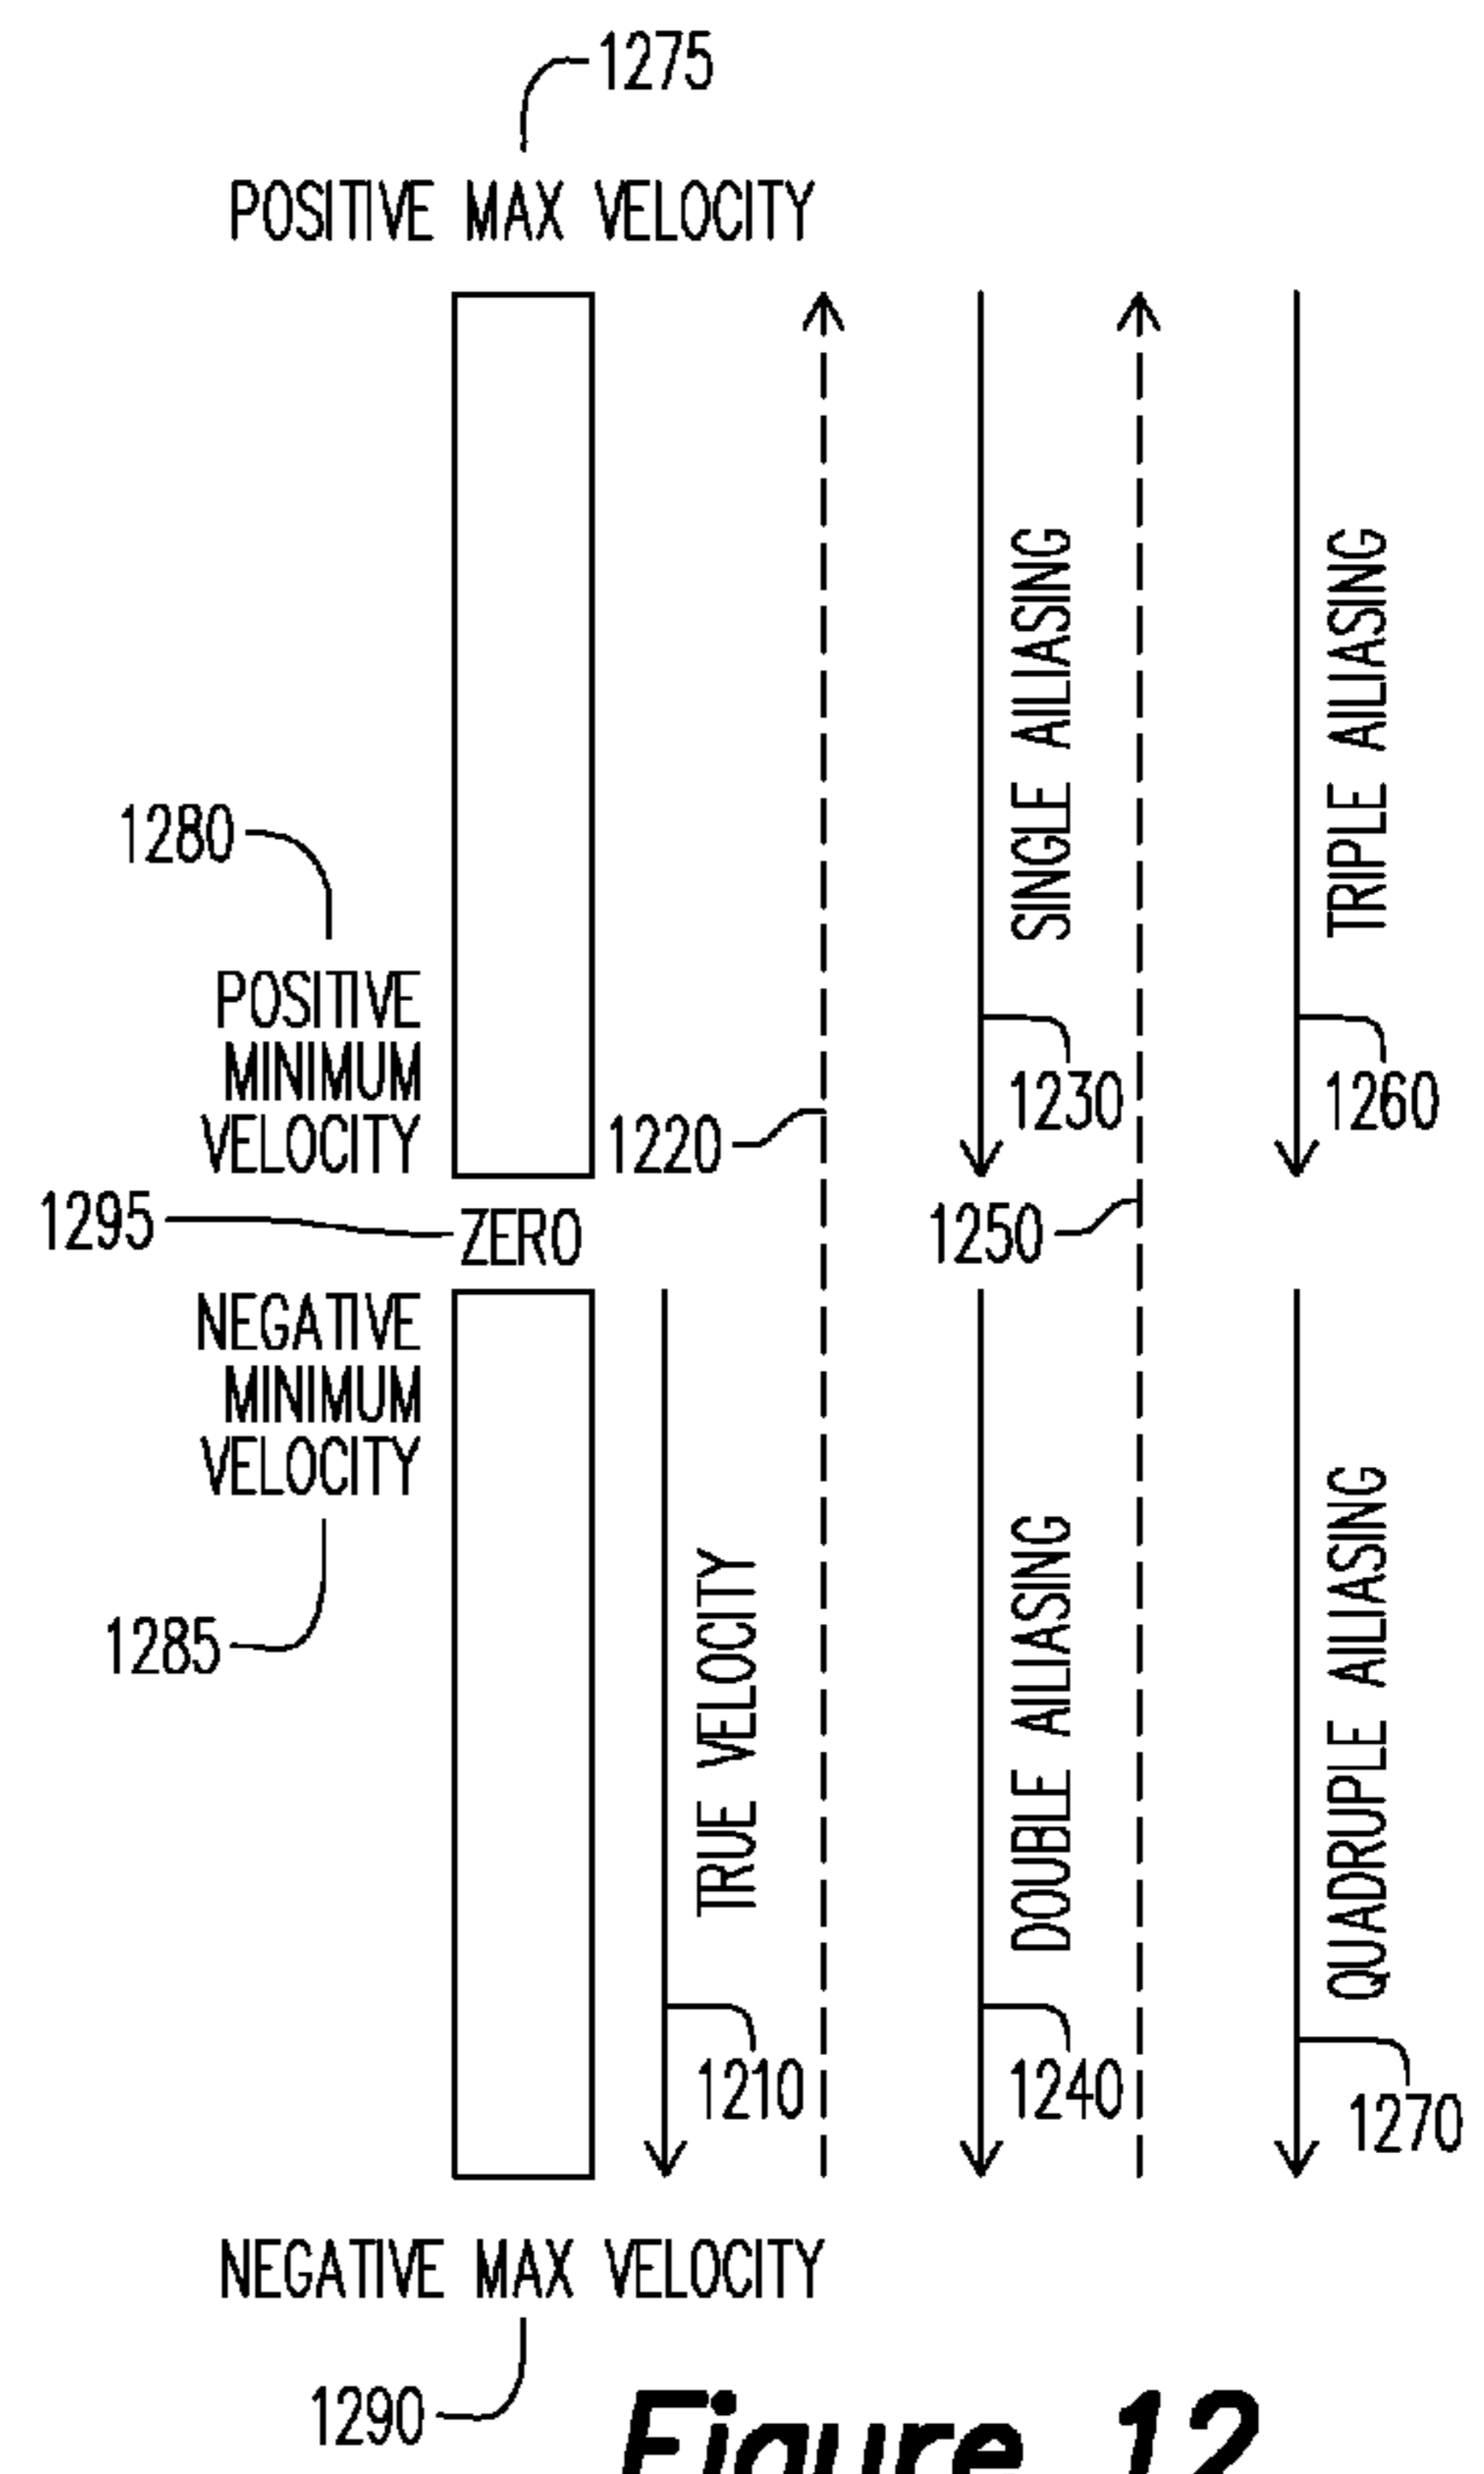 1275
POSITIVE MAX VELOCITY
1280
POSITIVE
MINIMUM
VELOCITY
1295
ZERO
NEGATIVE
MINIMUM
VELOCITY
1285
1220
SINGLE AILIASING
1230
1250
TRIPLE AILIASING
1260
TRUE VELOCITY
1210
DOUBLE AILIASING
1240
QUADRUPLE AILIASING
1270
NEGATIVE MAX VELOCITY
1290
Figure 12